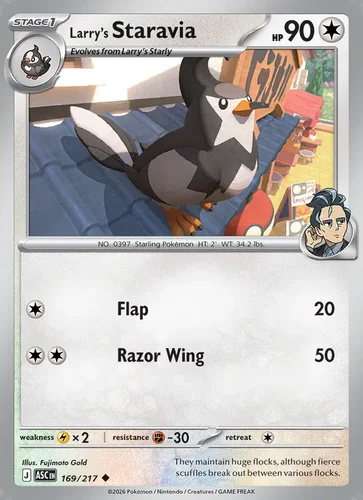 STAGE1
Larry's Staravia
HP 90
Evolves from Larry's Starly
NO. 0397 Starling Pokémon HT: 2' WT: 34.2 lbs.
Flap 20
Razor Wing 50
weakness ×2 resistance -30 retreat
Illus. Fujimoto Gold
J ASC EN 169/217
They maintain huge flocks, although fierce
scuffles break out between various flocks.
©2026 Pokémon / Nintendo / Creatures / GAME FREAK